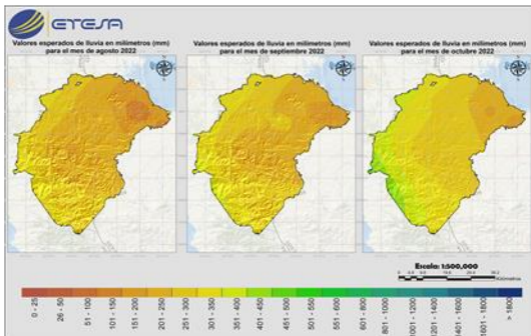 ETESA
Valores esperados de lluvia en milímetros (mm)
para el mes de agosto 2022
Valores esperados de lluvia en milímetros (mm)
para el mes de septiembre 2022
Valores esperados de lluvia en milímetros (mm)
para el mes de octubre 2022
Escala: 1:500,000
Kilómetros
0 - 25
26 - 50
51 - 100
101 - 150
151 - 200
201 - 250
251 - 300
301 - 350
351 - 400
401 - 450
451 - 500
501 - 550
551 - 600
601 - 800
801 - 1000
1001 - 1200
1201 - 1400
1401 - 1600
1601 - 1800